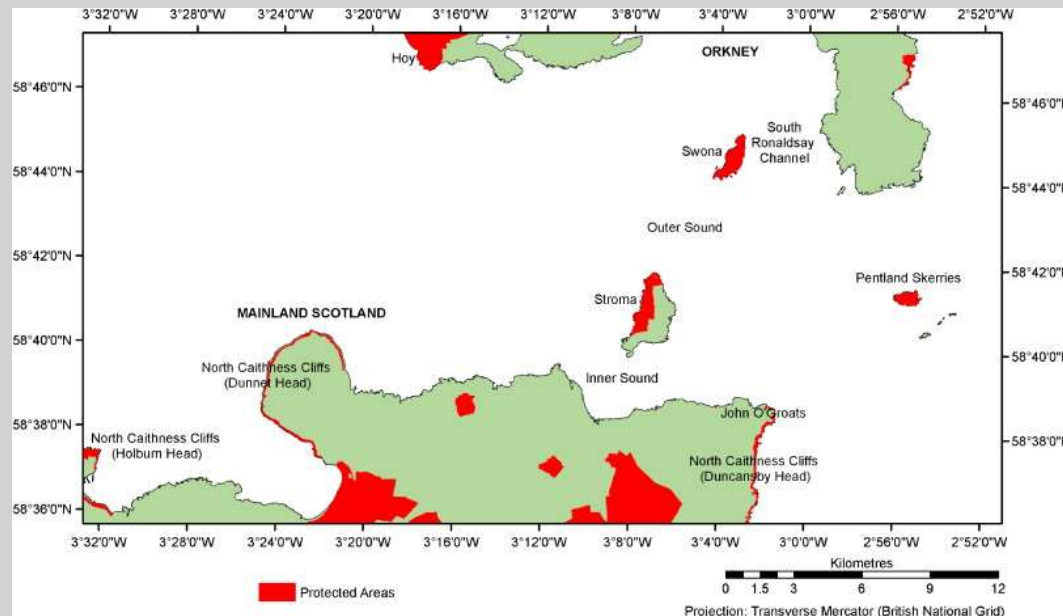 3°32'0"W 3°28'0"W 3°24'0"W 3°20'0"W 3°16'0"W 3°12'0"W 3°8'0"W 3°4'0"W 3°0'0"W 2°56'0"W 2°52'0"W
ORKNEY
Hoy
58°46'0"N
58°46'0"N
South
Ronaldsay
Channel
Swona
58°44'0"N
58°44'0"N
Outer Sound
58°42'0"N
58°42'0"N
Pentland Skerries
Stroma
MAINLAND SCOTLAND
58°40'0"N
58°40'0"N
North Caithness Cliffs
(Dunnet Head)
Inner Sound
John O'Groats
58°38'0"N
58°38'0"N
North Caithness Cliffs
(Holburn Head)
North Caithness Cliffs
(Duncansby Head)
58°36'0"N
58°36'0"N
3°32'0"W 3°28'0"W 3°24'0"W 3°20'0"W 3°16'0"W 3°12'0"W 3°8'0"W 3°4'0"W 3°0'0"W 2°56'0"W 2°52'0"W
Kilometres
0 1.5 3 6 9 12
Protected Areas
Projection: Transverse Mercator (British National Grid)